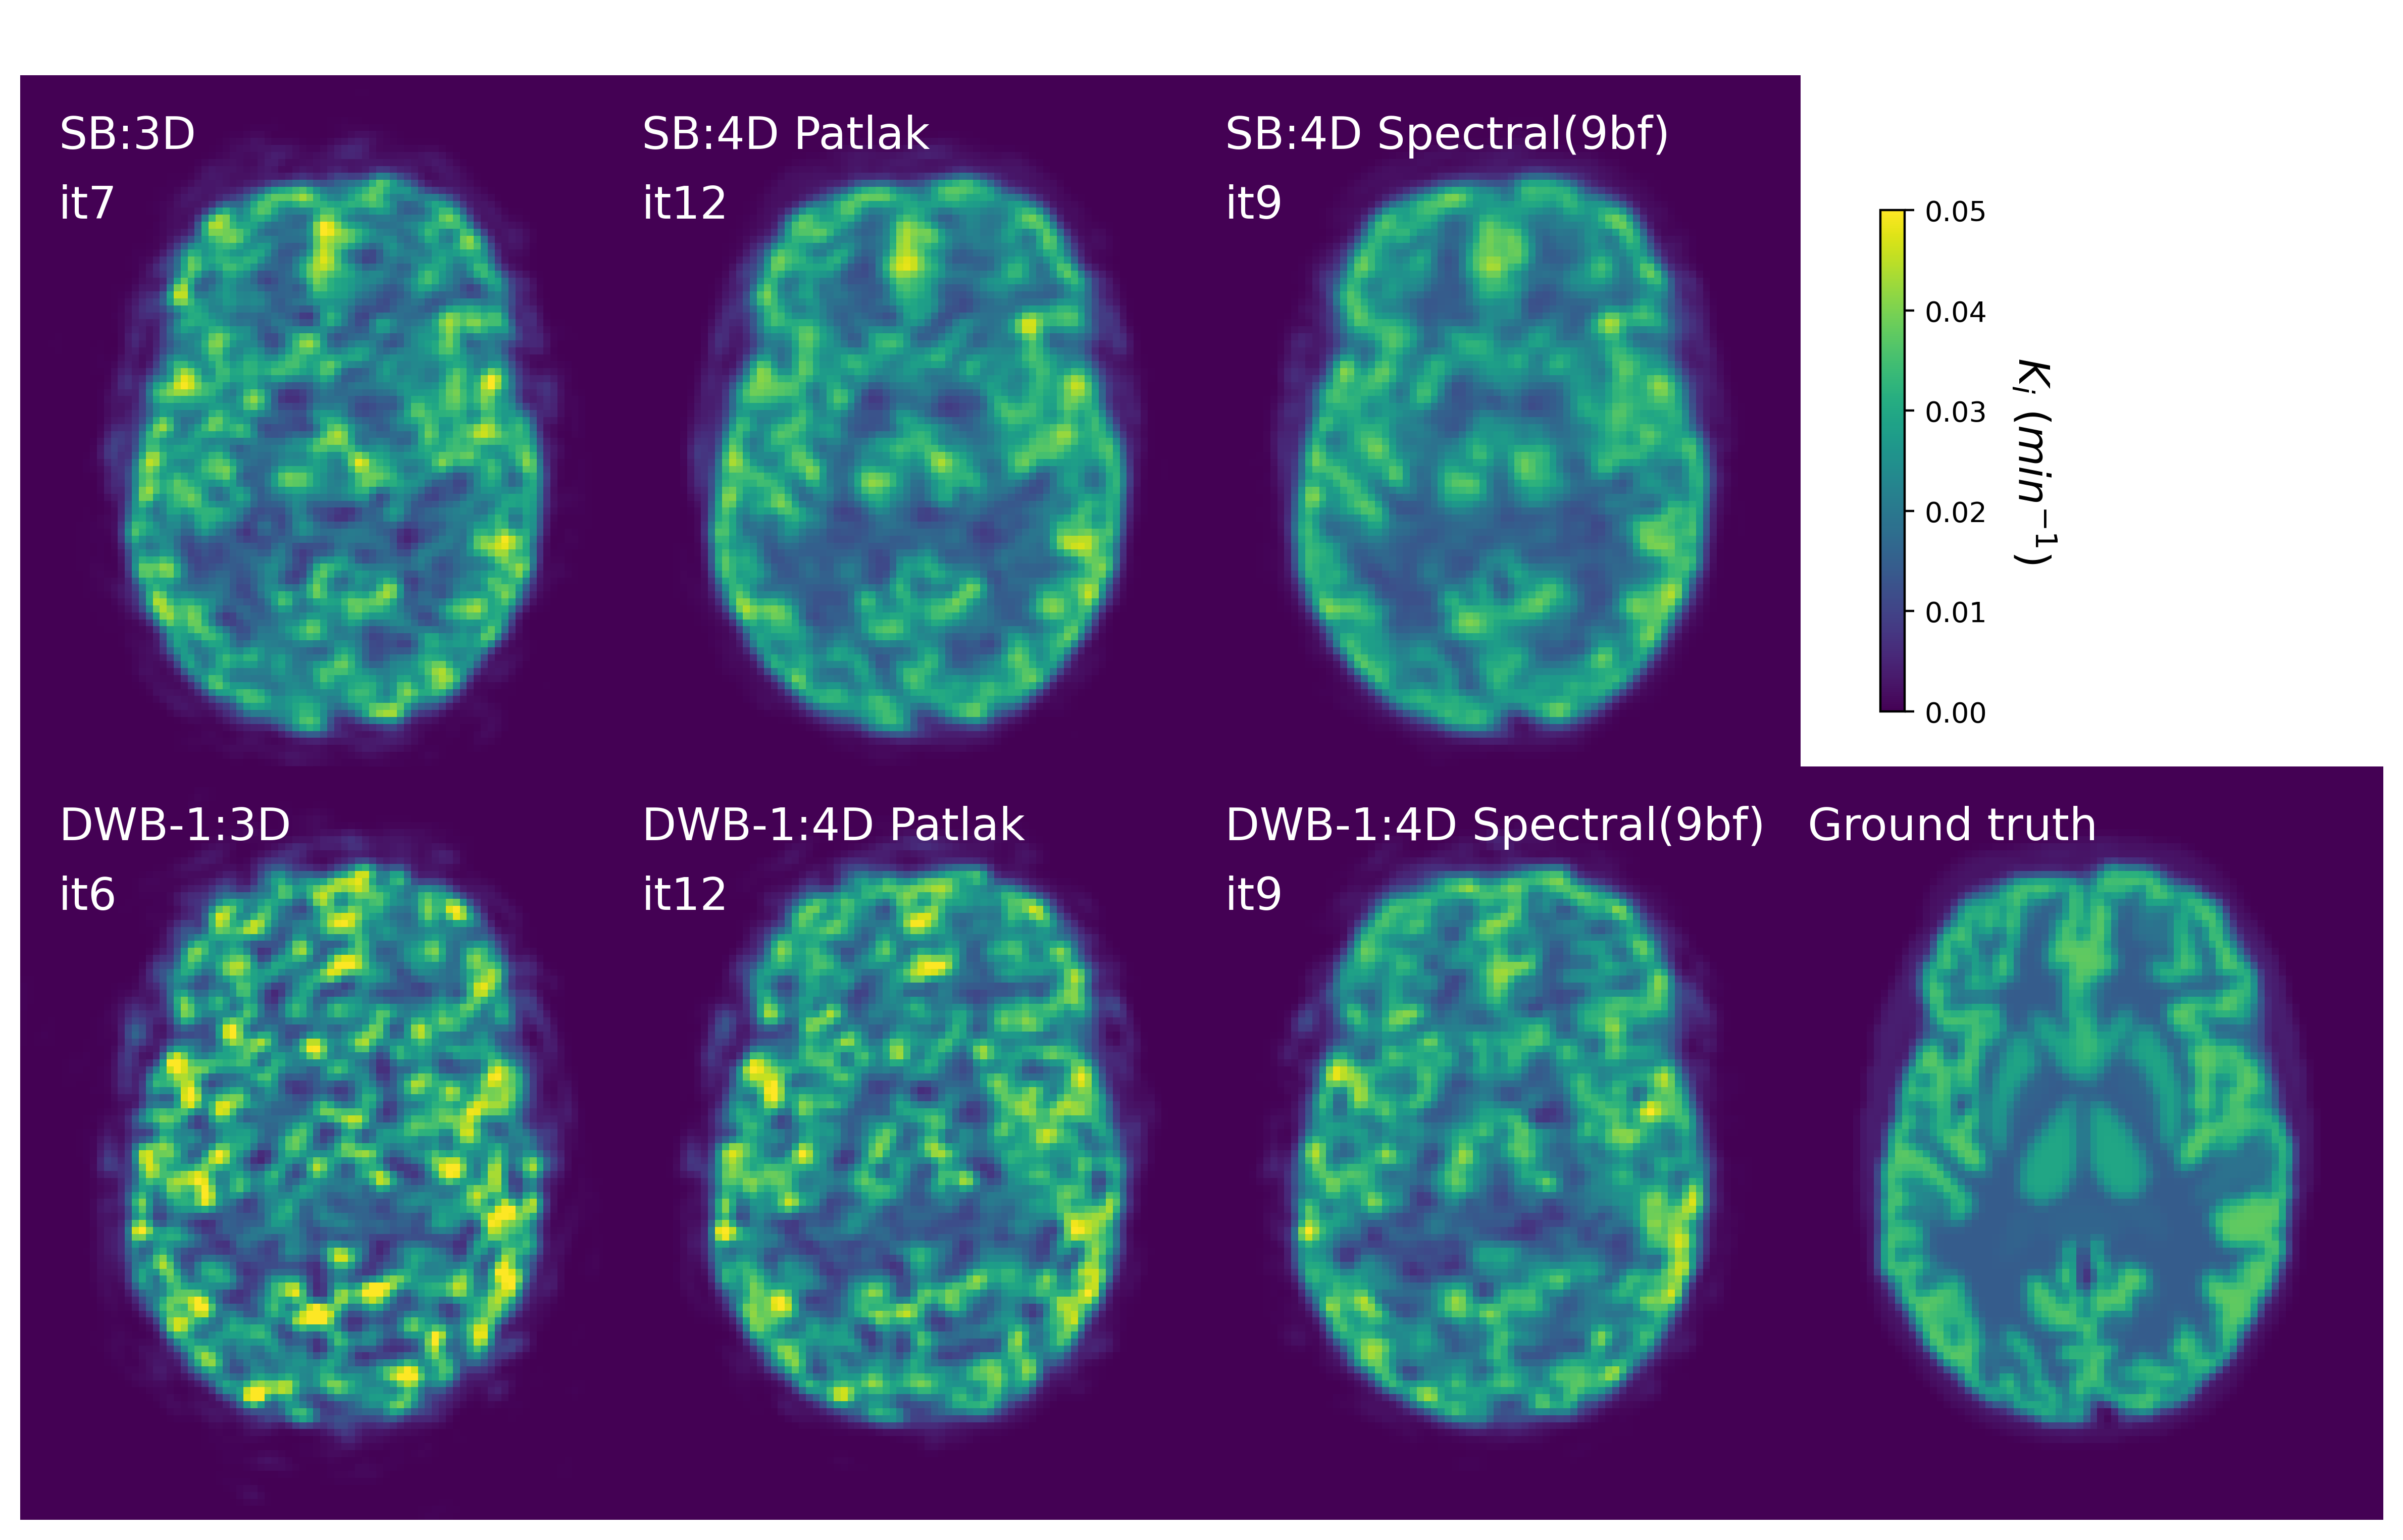 SB:3D
it7
SB:4D Patlak
it12
SB:4D Spectral(9bf)
it9
0.05
0.04
0.03
0.02
0.01
0.00
Kᵢ (min⁻¹)
DWB-1:3D
it6
DWB-1:4D Patlak
it12
DWB-1:4D Spectral(9bf)
it9
Ground truth